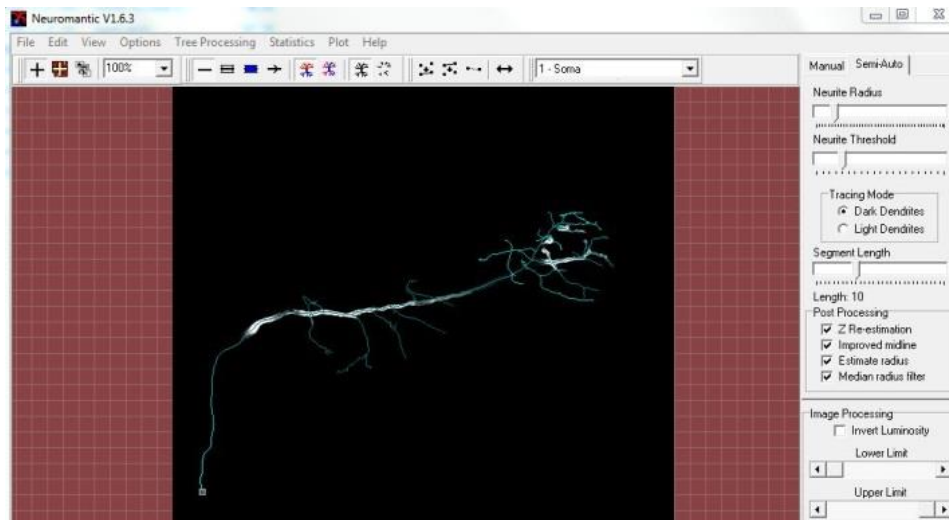 Neuromantic V1.6.3
File Edit View Options Tree Processing Statistics Plot Help
100%
1 - Soma
Manual Semi-Auto
Neurite Radius
Neurite Threshold
Tracing Mode
Dark Dendrites
Light Dendrites
Segment Length
Length: 10
Post Processing
Z Re-estimation
Improved midline
Estimate radius
Median radius filter
Image Processing
Invert Luminosity
Lower Limit
Upper Limit